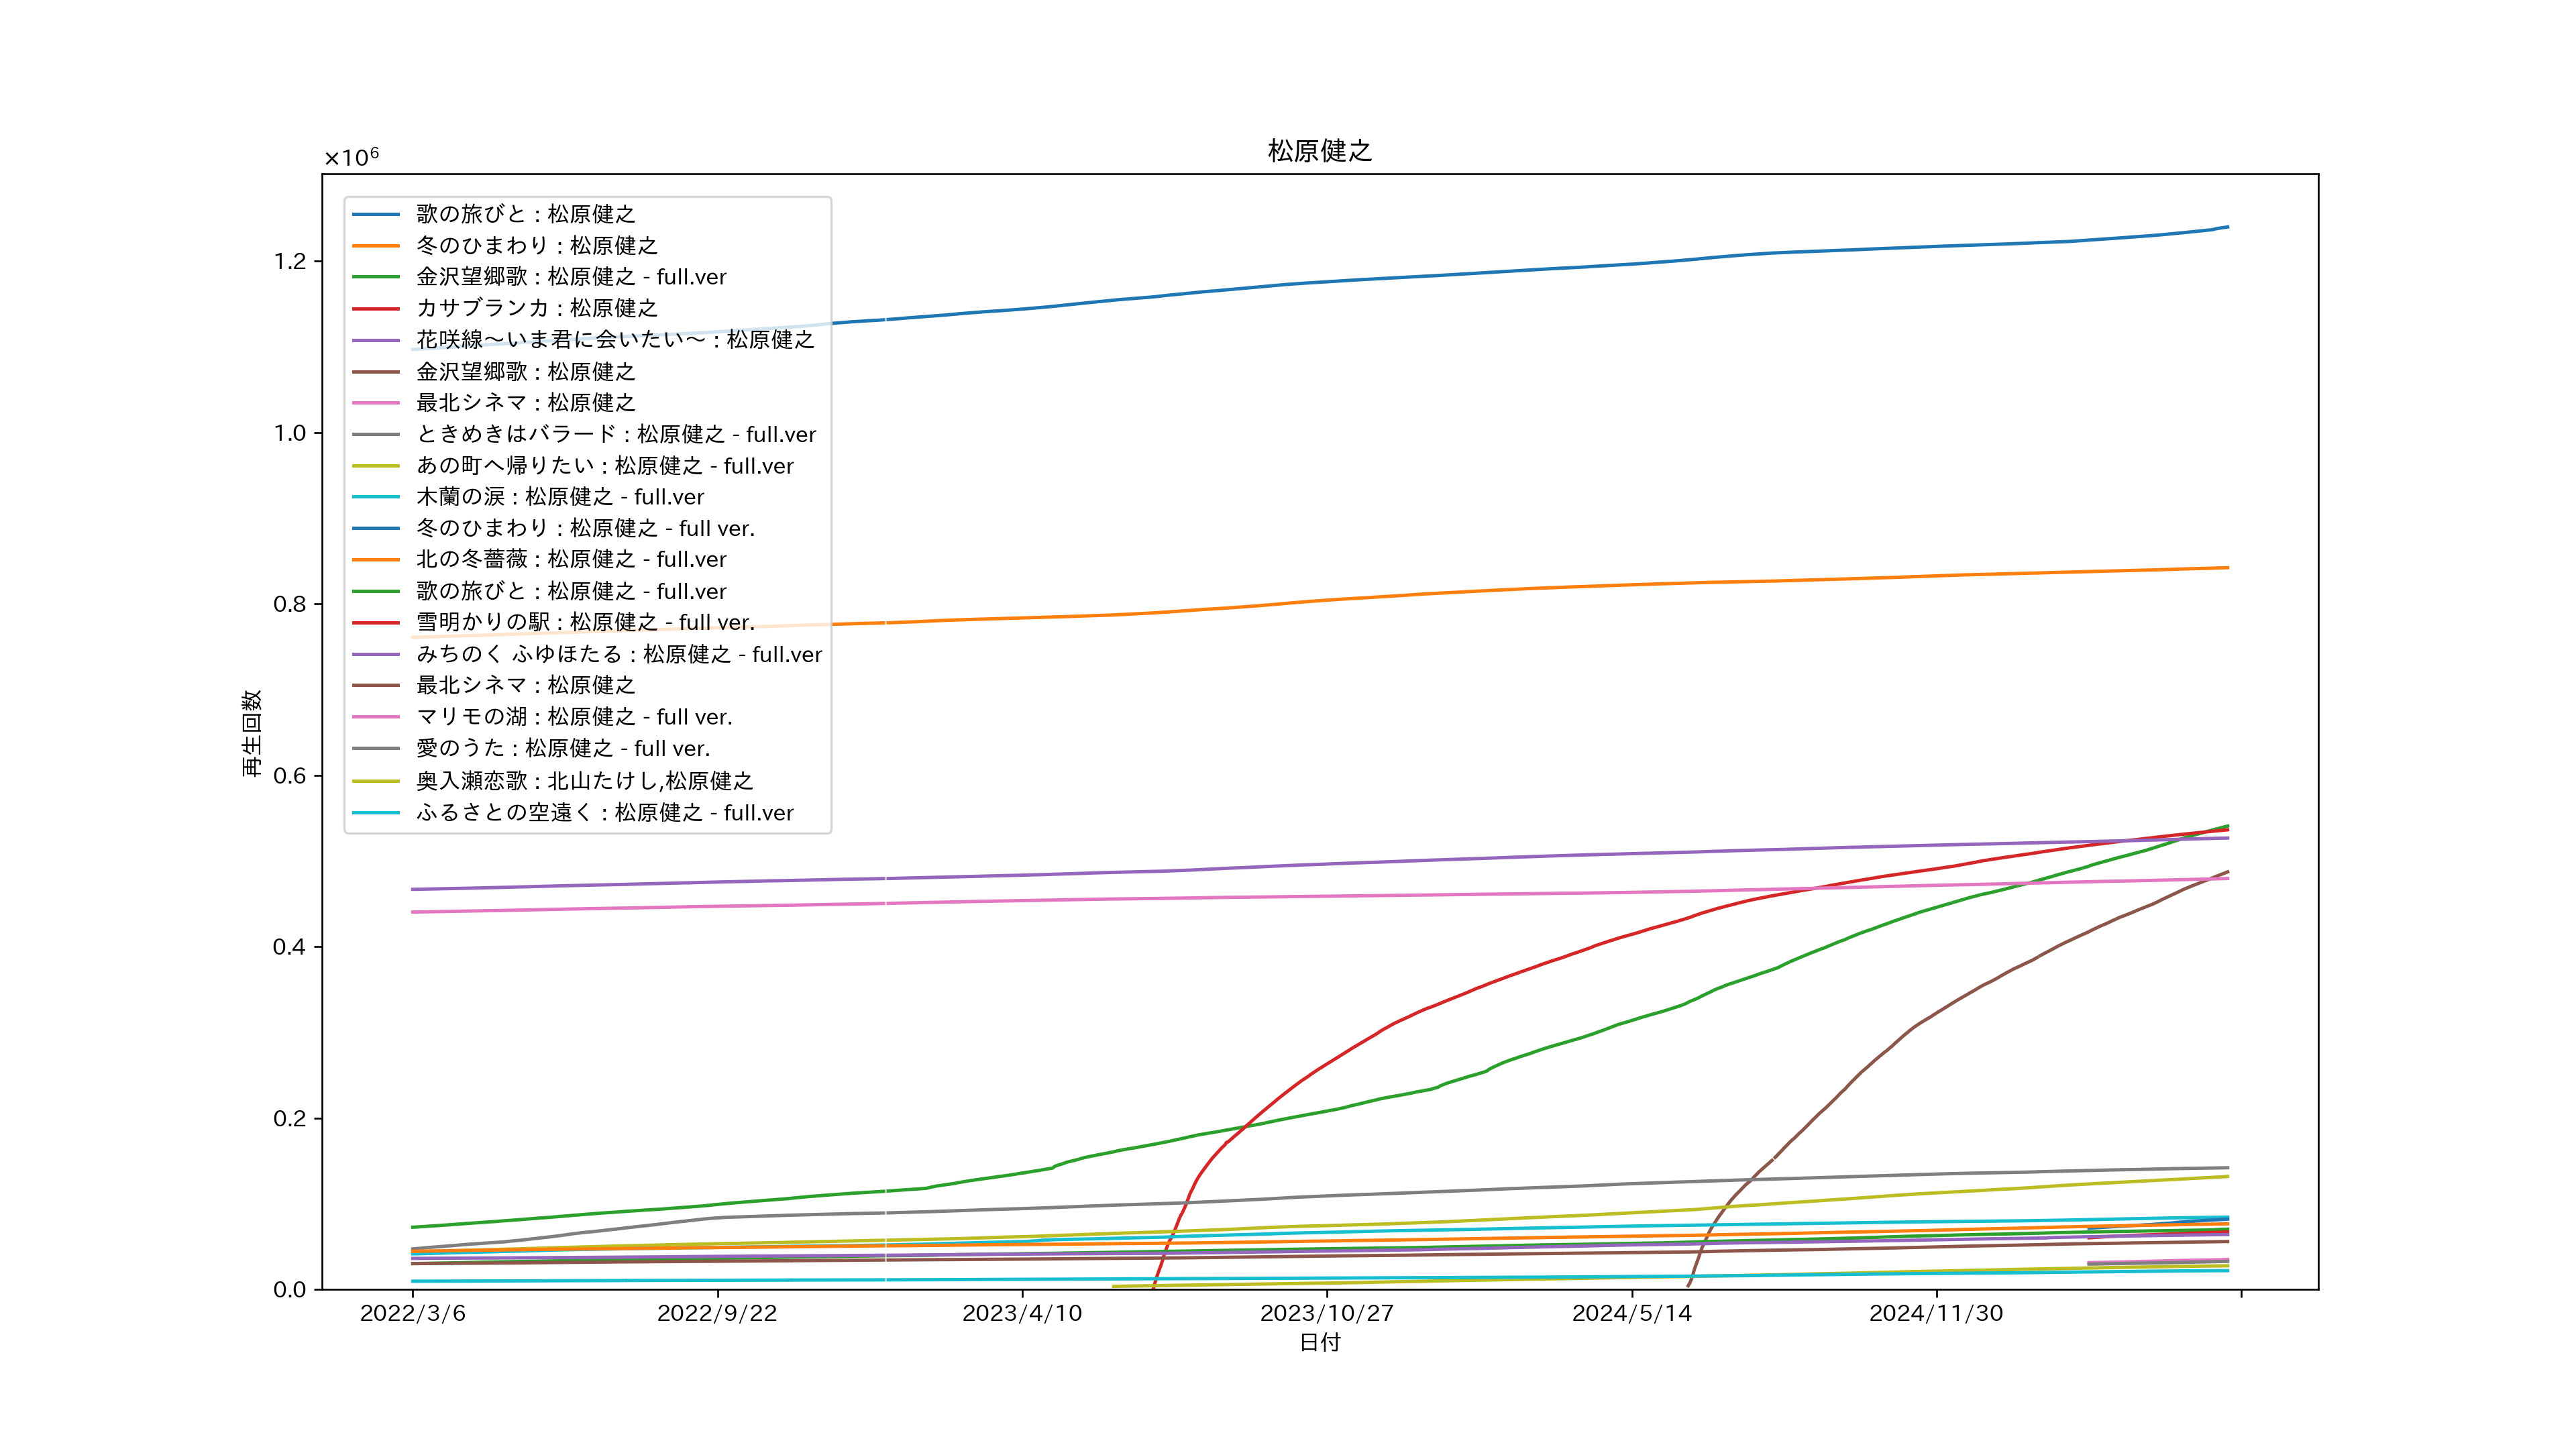 松原健之
×10⁶
歌の旅びと : 松原健之
冬のひまわり : 松原健之
金沢望郷歌 : 松原健之 - full.ver
カサブランカ : 松原健之
花咲線〜いま君に会いたい〜 : 松原健之
金沢望郷歌 : 松原健之
最北シネマ : 松原健之
ときめきはバラード : 松原健之 - full.ver
あの町へ帰りたい : 松原健之 - full.ver
木蘭の涙 : 松原健之 - full.ver
冬のひまわり : 松原健之 - full ver.
北の冬薔薇 : 松原健之 - full.ver
歌の旅びと : 松原健之 - full.ver
雪明かりの駅 : 松原健之 - full ver.
みちのく ふゆほたる : 松原健之 - full.ver
最北シネマ : 松原健之
マリモの湖 : 松原健之 - full ver.
愛のうた : 松原健之 - full ver.
奥入瀬恋歌 : 北山たけし,松原健之
ふるさとの空遠く : 松原健之 - full.ver
1.2
1.0
0.8
0.6
0.4
0.2
0.0
再生回数
2022/3/6 2022/9/22 2023/4/10 2023/10/27 2024/5/14 2024/11/30
日付